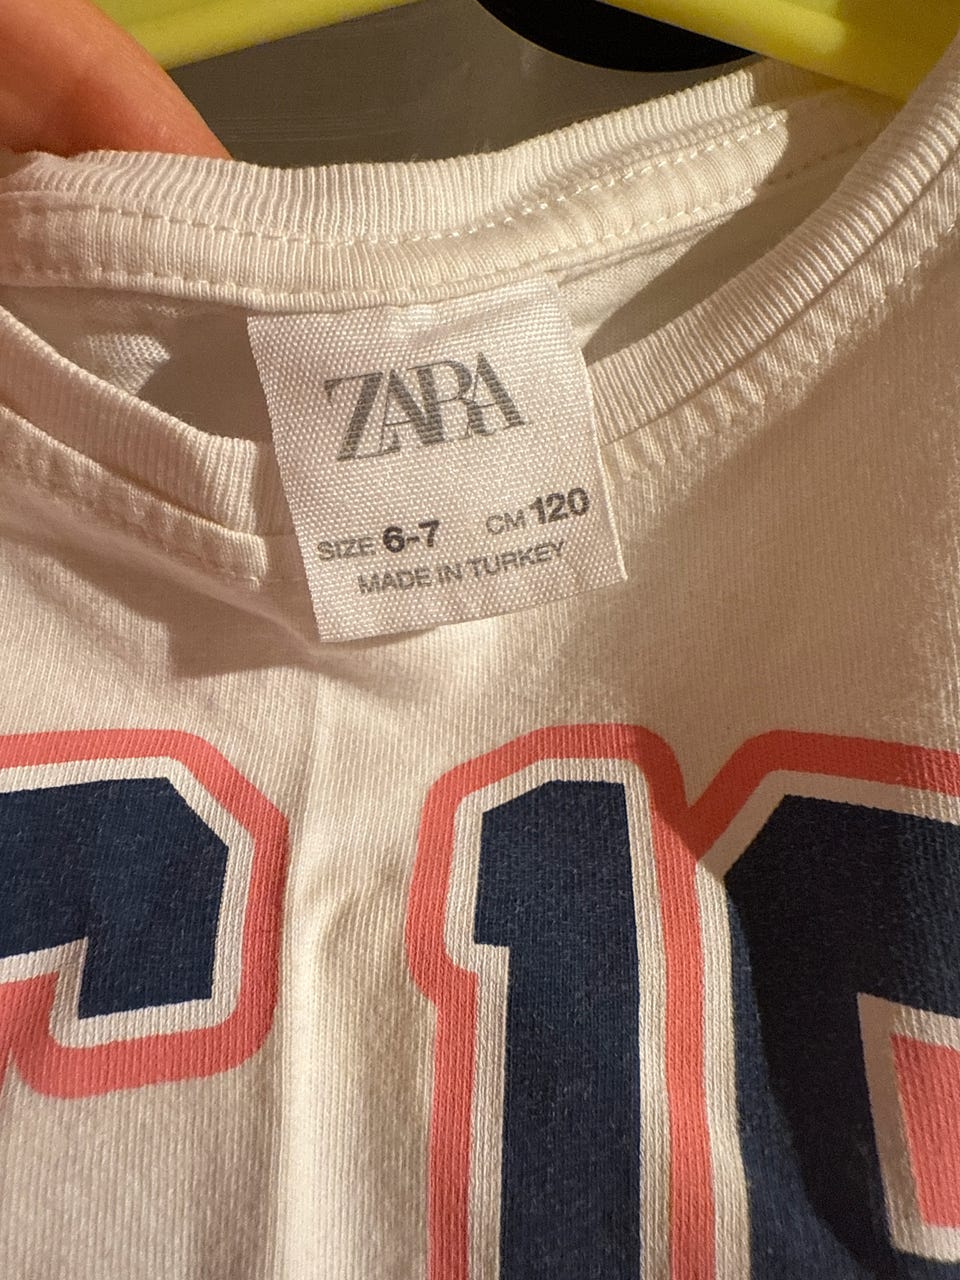 ZARA
SIZE 6-7 CM 120
MADE IN TURKEY